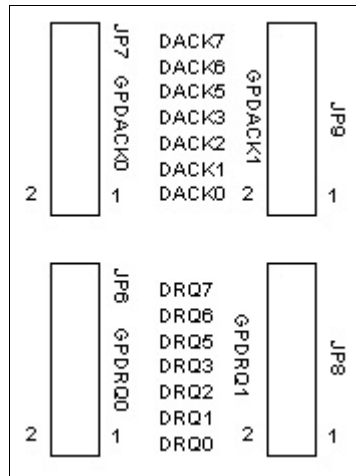 JP7 GPDACK0
DACK7
DACK6
DACK5
DACK3
DACK2
DACK1
DACK0
GPDACK1
JP9
2
1
2
1
JP6 GPDRQ0
DRQ7
DRQ6
DRQ5
DRQ3
DRQ2
DRQ1
DRQ0
GPDRQ1
JP8
2
1
2
1